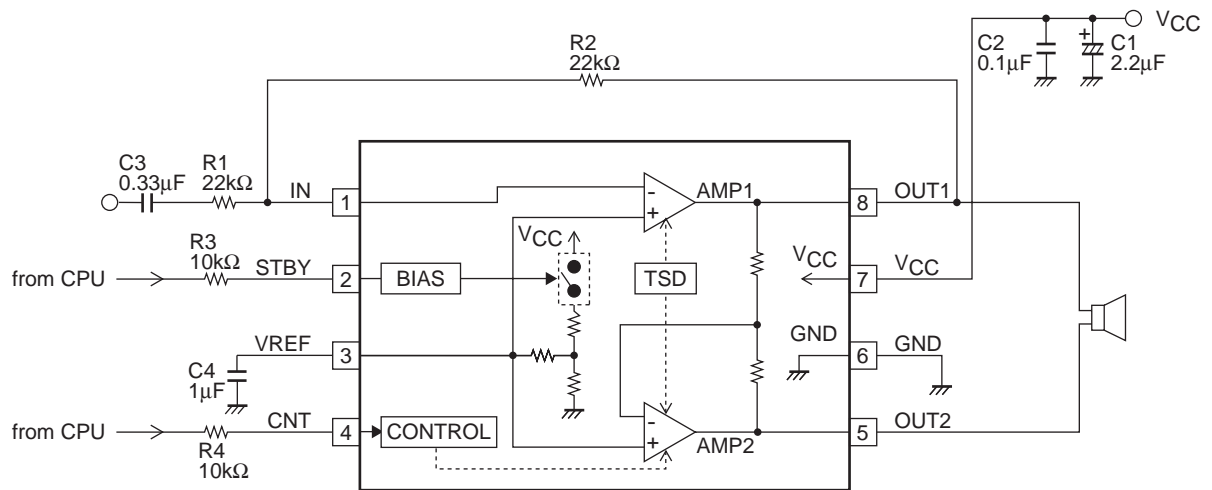 VCC
C2
0.1µF
+
C1
2.2µF
R2
22kΩ
C3
0.33µF
R1
22kΩ
IN
1
-
+
AMP1
8
OUT1
VCC
from CPU
R3
10kΩ
STBY
2
BIAS
TSD
VCC
7
VCC
VREF
3
C4
1µF
GND
6
GND
from CPU
R4
10kΩ
CNT
4
CONTROL
-
+
AMP2
5
OUT2